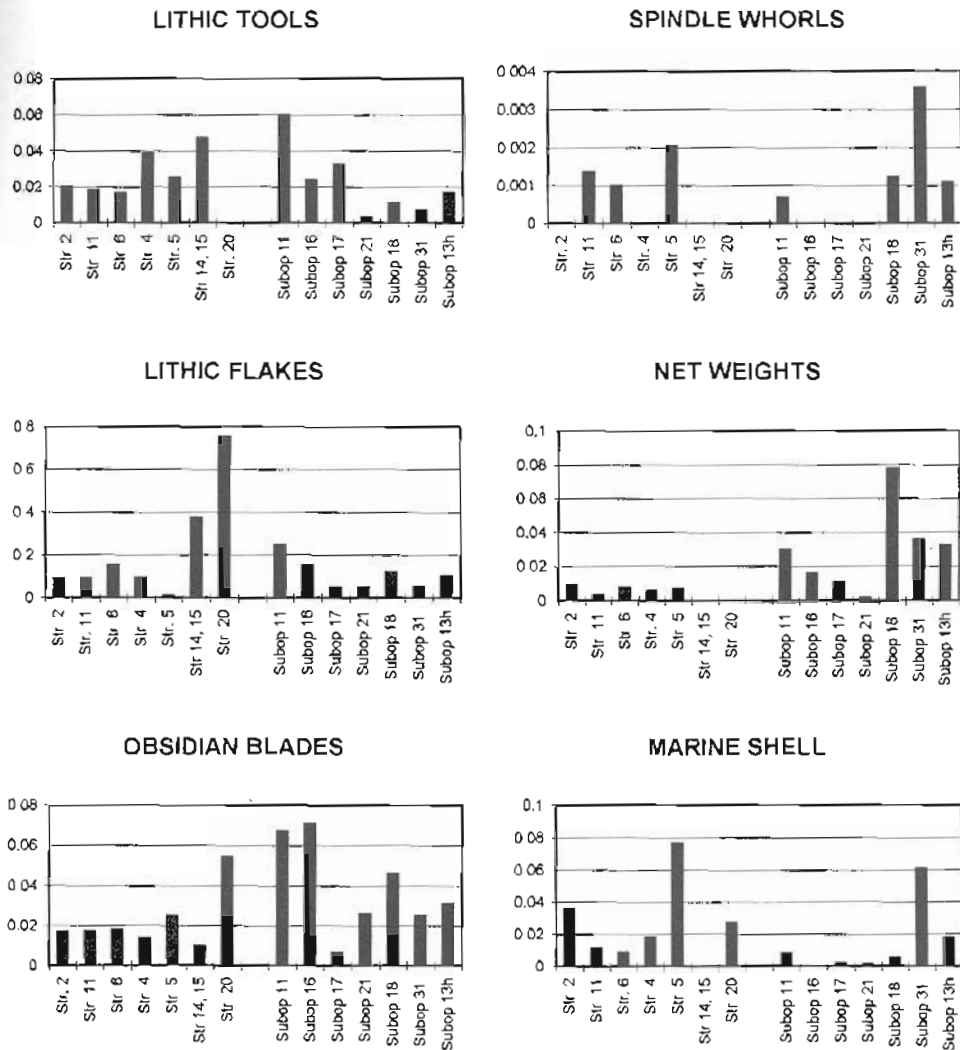 LITHIC TOOLS
0.08
0.06
0.04
0.02
0
Str 2
Str 11
Str 6
Str 4
Str. 5
Str 14, 15
Str. 20
Subop 11
Subop 16
Subop 17
Subop 21
Subop 18
Subop 31
Subop 13h
SPINDLE WHORLS
0.004
0.003
0.002
0.001
0
Str. 2
Str 11
Str 6
Str. 4
Str 5
Str 14, 15
Str 20
Subop 11
Subop 16
Subop 17
Subop 21
Subop 18
Subop 31
Subop 13h
LITHIC FLAKES
0.8
0.6
0.4
0.2
0
Str 2
Str. 11
Str 6
Str 4
Str. 5
Str 14, 15
Str 20
Subop 11
Subop 16
Subop 17
Subop 21
Subop 18
Subop 31
Subop 13h
NET WEIGHTS
0.1
0.08
0.06
0.04
0.02
0
Str 2
Str 11
Str 6
Str. 4
Str 5
Str 14, 15
Str 20
Subop 11
Subop 16
Subop 17
Subop 21
Subop 18
Subop 31
Subop 13h
OBSIDIAN BLADES
0.08
0.06
0.04
0.02
0
Str. 2
Str 11
Str 6
Str 4
Str 5
Str 14, 15
Str 20
Subop 11
Subop 16
Subop 17
Subop 21
Subop 18
Subop 31
Subop 13h
MARINE SHELL
0.1
0.08
0.06
0.04
0.02
0
Str 2
Str 11
Str. 6
Str 4
Str 5
Str 14, 15
Str 20
Subop 11
Subop 16
Subop 17
Subop 21
Subop 18
Subop 31
Subop 13h